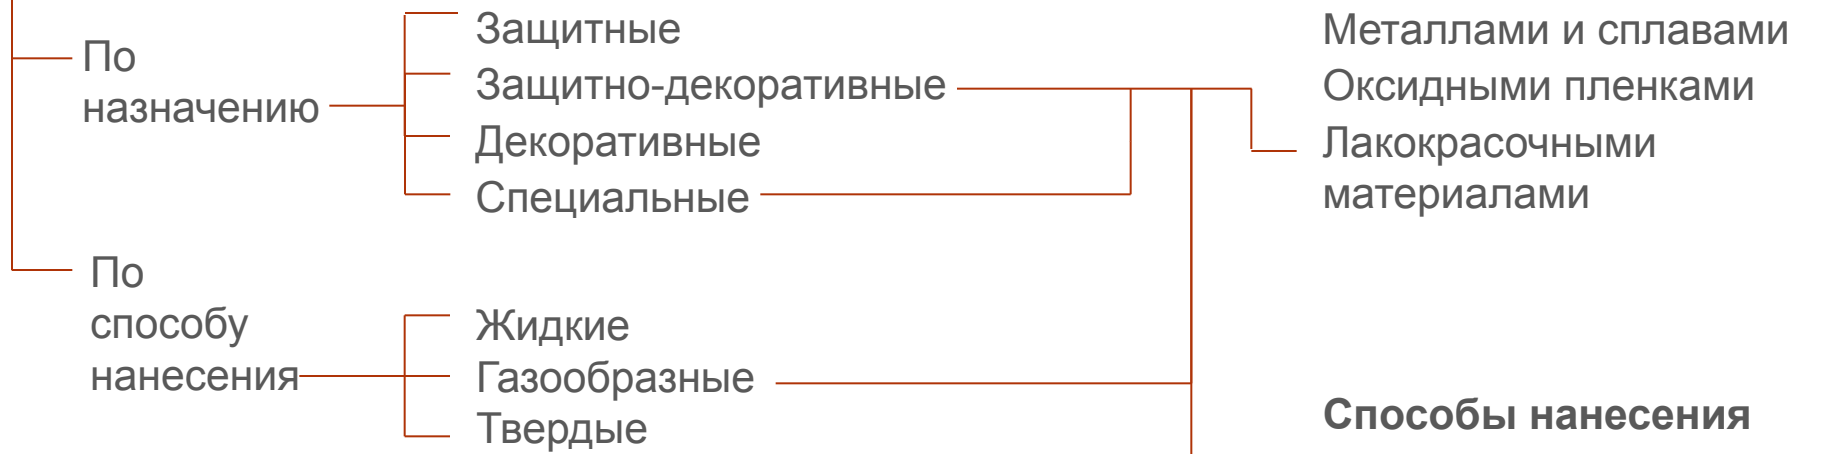 По
назначению
Защитные
Защитно-декоративные
Декоративные
Специальные
Металлами и сплавами
Оксидными пленками
Лакокрасочными
материалами
По
способу
нанесения
Жидкие
Газообразные
Твердые
Способы нанесения